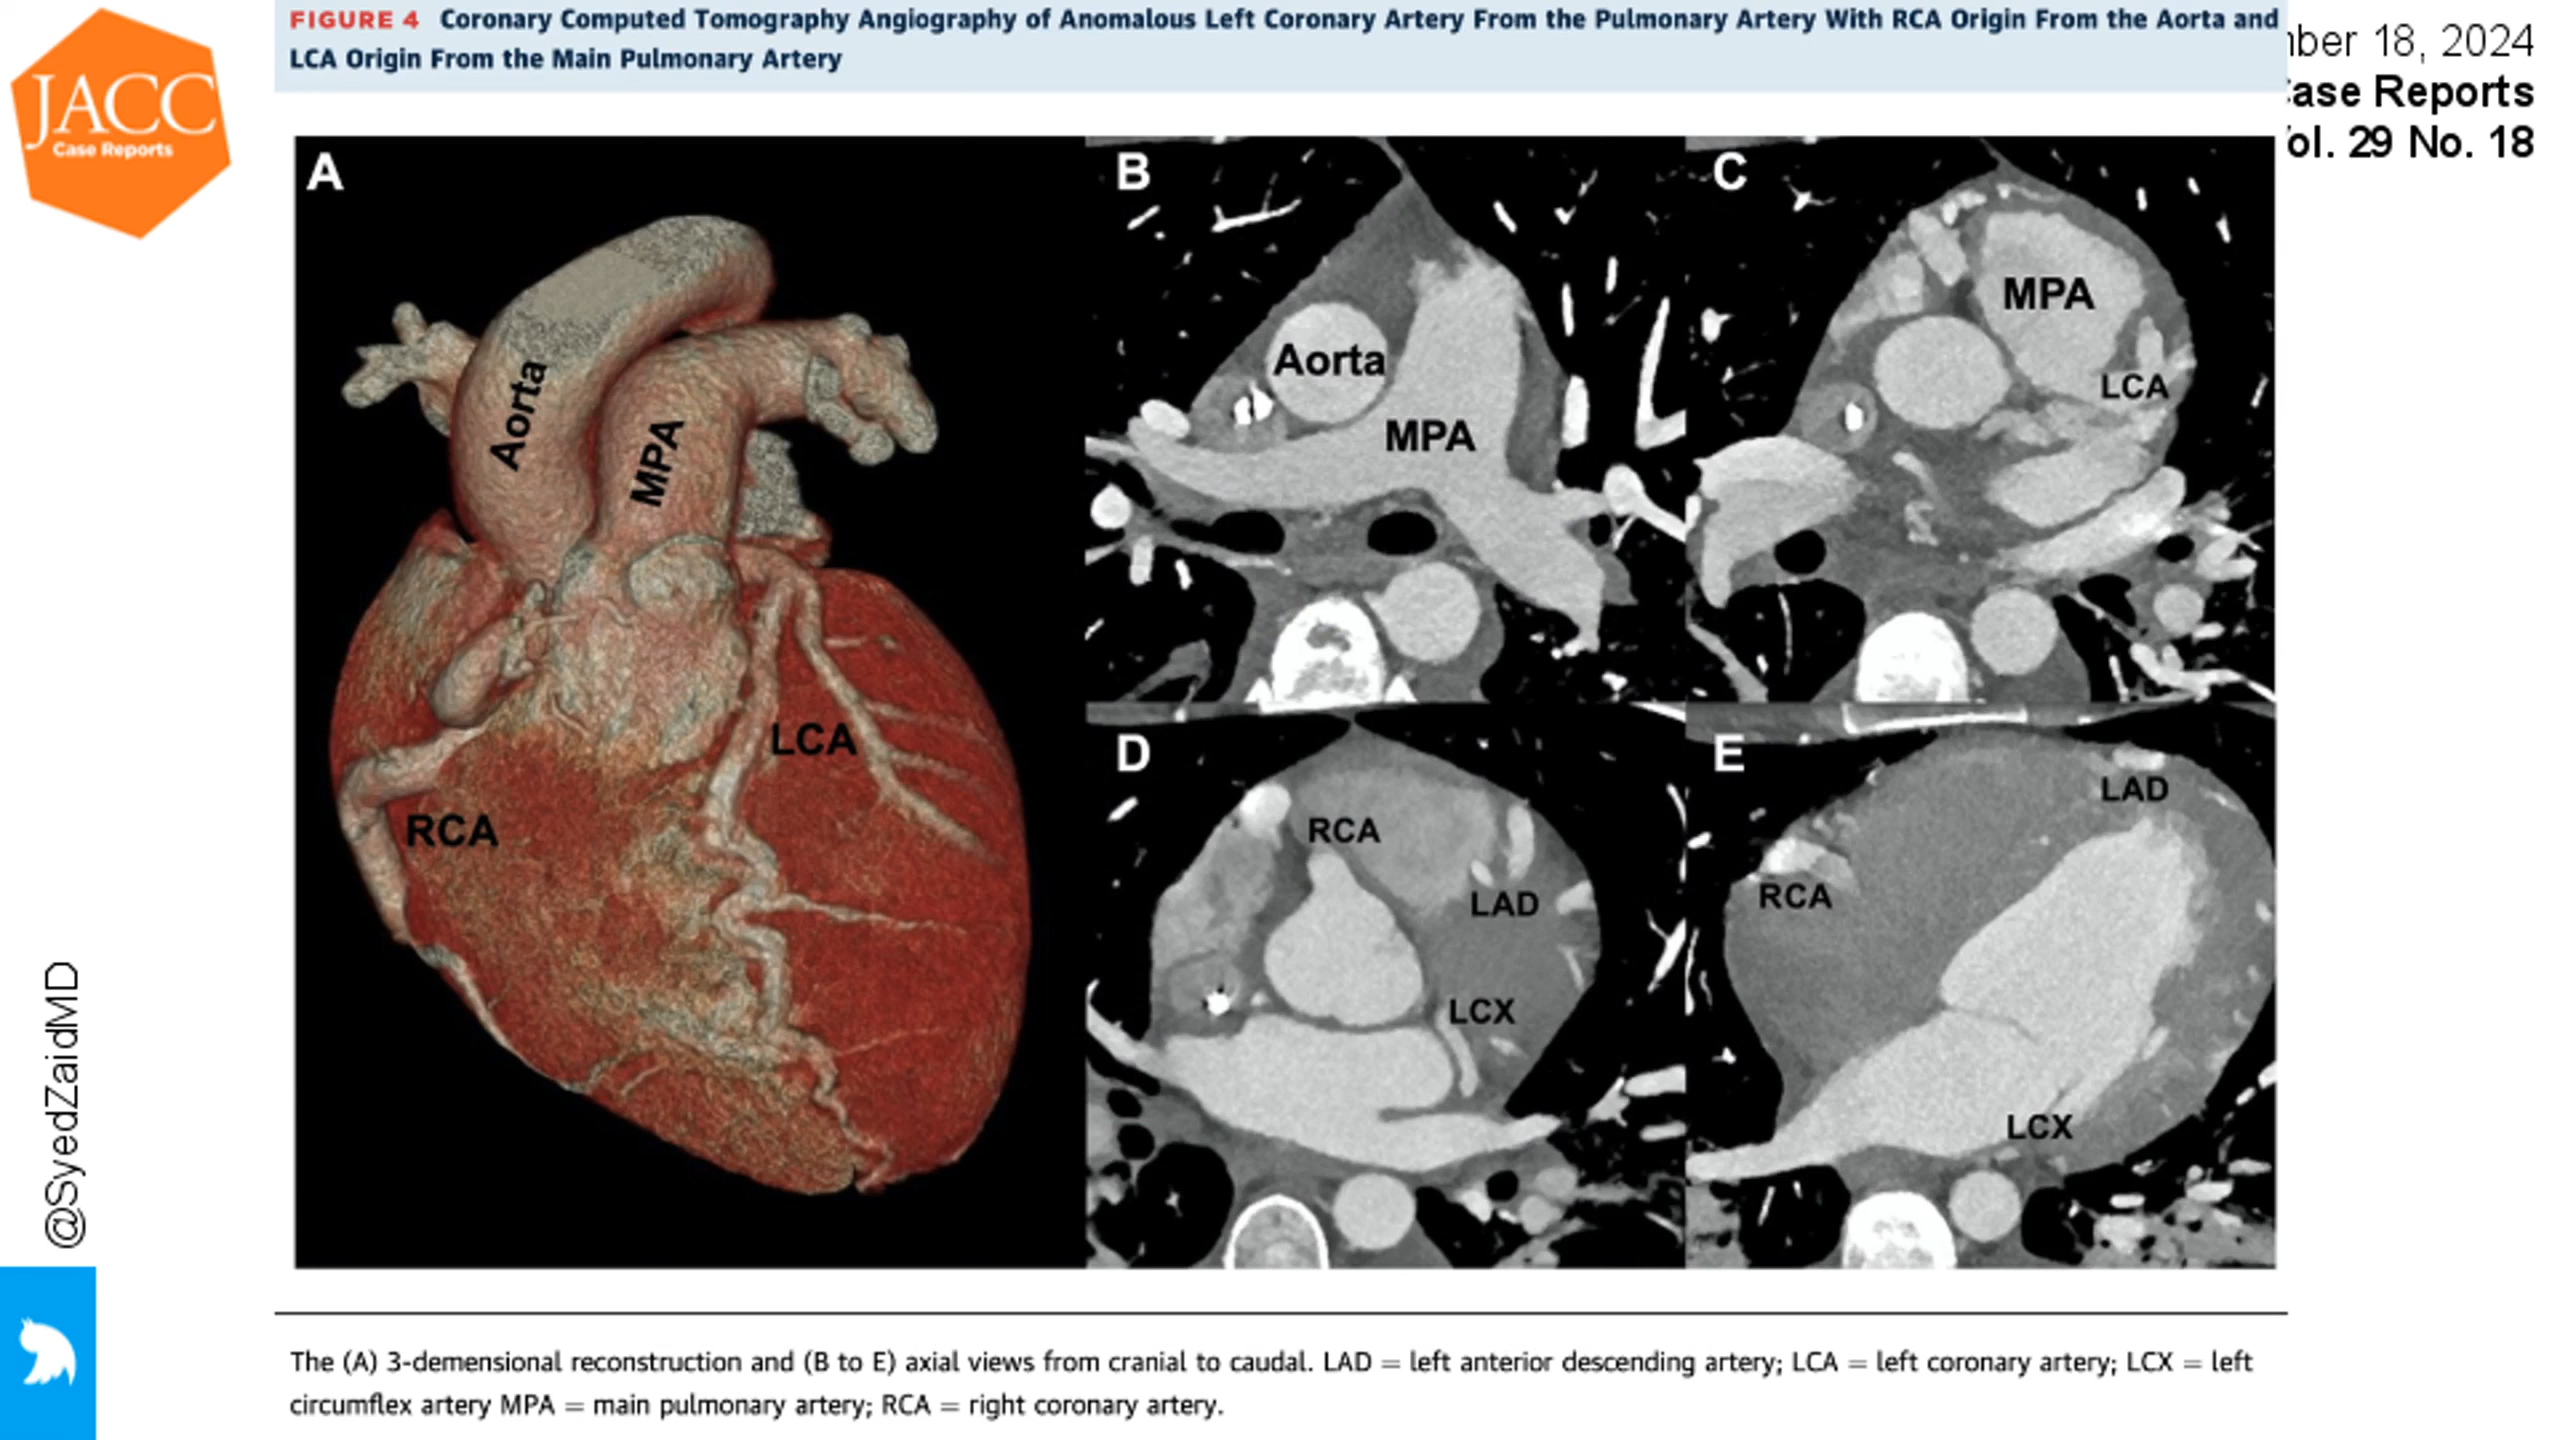 FIGURE 4 Coronary Computed Tomography Angiography of Anomalous Left Coronary Artery From the Pulmonary Artery With RCA Origin From the Aorta and
LCA Origin From the Main Pulmonary Artery
JACC
Case Reports
18, 2024
Reports
29 No. 18
A
Aorta
MPA
LCA
RCA
B
Aorta
MPA
C
MPA
LCA
D
RCA
LAD
LCX
E
LAD
RCA
LCX
@SyedZaidMD
The (A) 3-demensional reconstruction and (B to E) axial views from cranial to caudal. LAD = left anterior descending artery; LCA = left coronary artery; LCX = left
circumflex artery MPA = main pulmonary artery; RCA = right coronary artery.